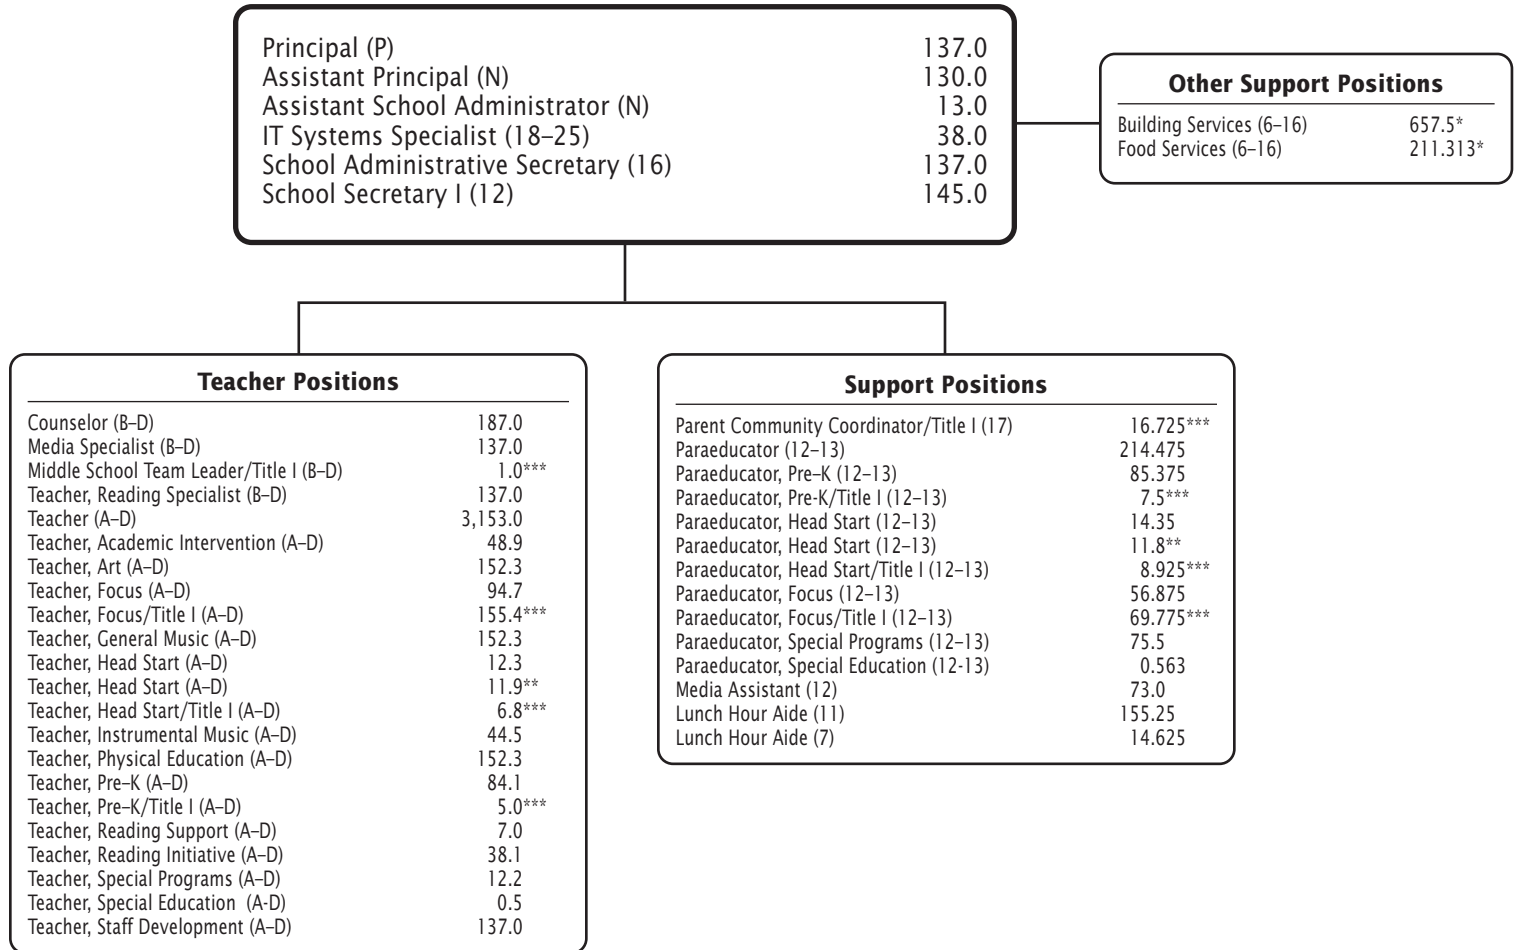 Principal (P) 137.0
Assistant Principal (N) 130.0
Assistant School Administrator (N) 13.0
IT Systems Specialist (18–25) 38.0
School Administrative Secretary (16) 137.0
School Secretary I (12) 145.0
Other Support Positions
Building Services (6–16) 657.5*
Food Services (6–16) 211.313*
Teacher Positions
Counselor (B–D) 187.0
Media Specialist (B–D) 137.0
Middle School Team Leader/Title I (B–D) 1.0***
Teacher, Reading Specialist (B–D) 137.0
Teacher (A–D) 3,153.0
Teacher, Academic Intervention (A–D) 48.9
Teacher, Art (A–D) 152.3
Teacher, Focus (A–D) 94.7
Teacher, Focus/Title I (A–D) 155.4***
Teacher, General Music (A–D) 152.3
Teacher, Head Start (A–D) 12.3
Teacher, Head Start (A–D) 11.9**
Teacher, Head Start/Title I (A–D) 6.8***
Teacher, Instrumental Music (A–D) 44.5
Teacher, Physical Education (A–D) 152.3
Teacher, Pre–K (A–D) 84.1
Teacher, Pre–K/Title I (A–D) 5.0***
Teacher, Reading Support (A–D) 7.0
Teacher, Reading Initiative (A–D) 38.1
Teacher, Special Programs (A–D) 12.2
Teacher, Special Education (A-D) 0.5
Teacher, Staff Development (A–D) 137.0
Support Positions
Parent Community Coordinator/Title I (17) 16.725***
Paraeducator (12–13) 214.475
Paraeducator, Pre–K (12–13) 85.375
Paraeducator, Pre-K/Title I (12–13) 7.5***
Paraeducator, Head Start (12–13) 14.35
Paraeducator, Head Start (12–13) 11.8**
Paraeducator, Head Start/Title I (12–13) 8.925***
Paraeducator, Focus (12–13) 56.875
Paraeducator, Focus/Title I (12–13) 69.775***
Paraeducator, Special Programs (12–13) 75.5
Paraeducator, Special Education (12-13) 0.563
Media Assistant (12) 73.0
Lunch Hour Aide (11) 155.25
Lunch Hour Aide (7) 14.625